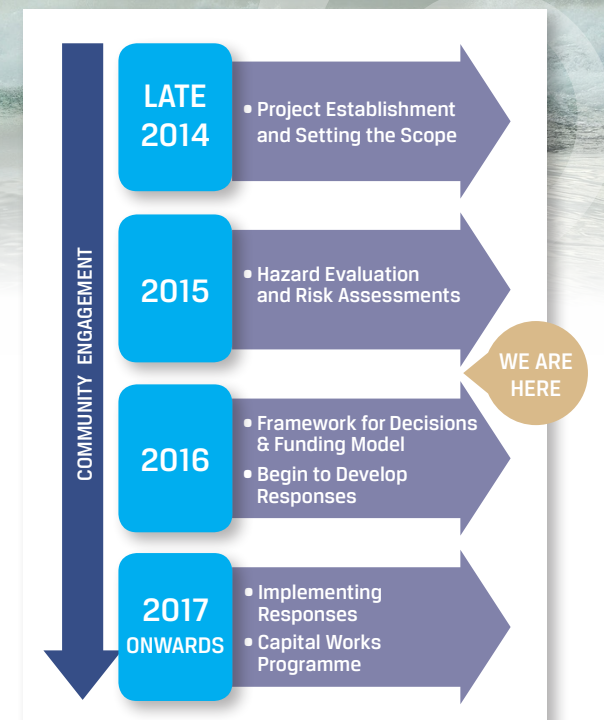 COMMUNITY ENGAGEMENT
LATE
2014
• Project Establishment
and Setting the Scope
2015
• Hazard Evaluation
and Risk Assessments
WE ARE
HERE
2016
• Framework for Decisions
& Funding Model
• Begin to Develop
Responses
2017
ONWARDS
• Implementing
Responses
• Capital Works
Programme